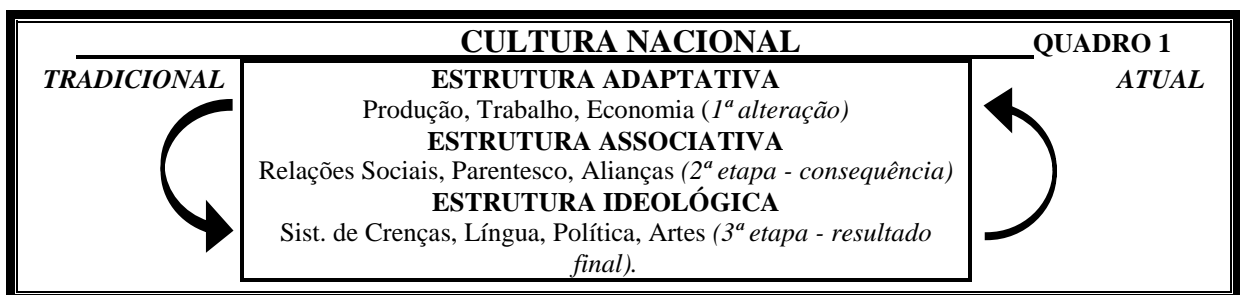 CULTURA NACIONAL QUADRO 1
TRADICIONAL ESTRUTURA ADAPTATIVA ATUAL
Produção, Trabalho, Economia (1ª alteração)
ESTRUTURA ASSOCIATIVA
Relações Sociais, Parentesco, Alianças (2ª etapa - consequência)
ESTRUTURA IDEOLÓGICA
Sist. de Crenças, Língua, Política, Artes (3ª etapa - resultado
final).